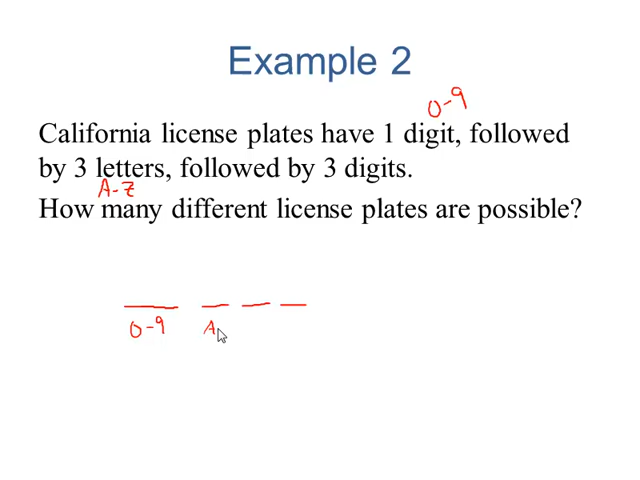 Example 2
0-9
California license plates have 1 digit, followed
by 3 letters, followed by 3 digits.
A-Z
How many different license plates are possible?
0-9 A